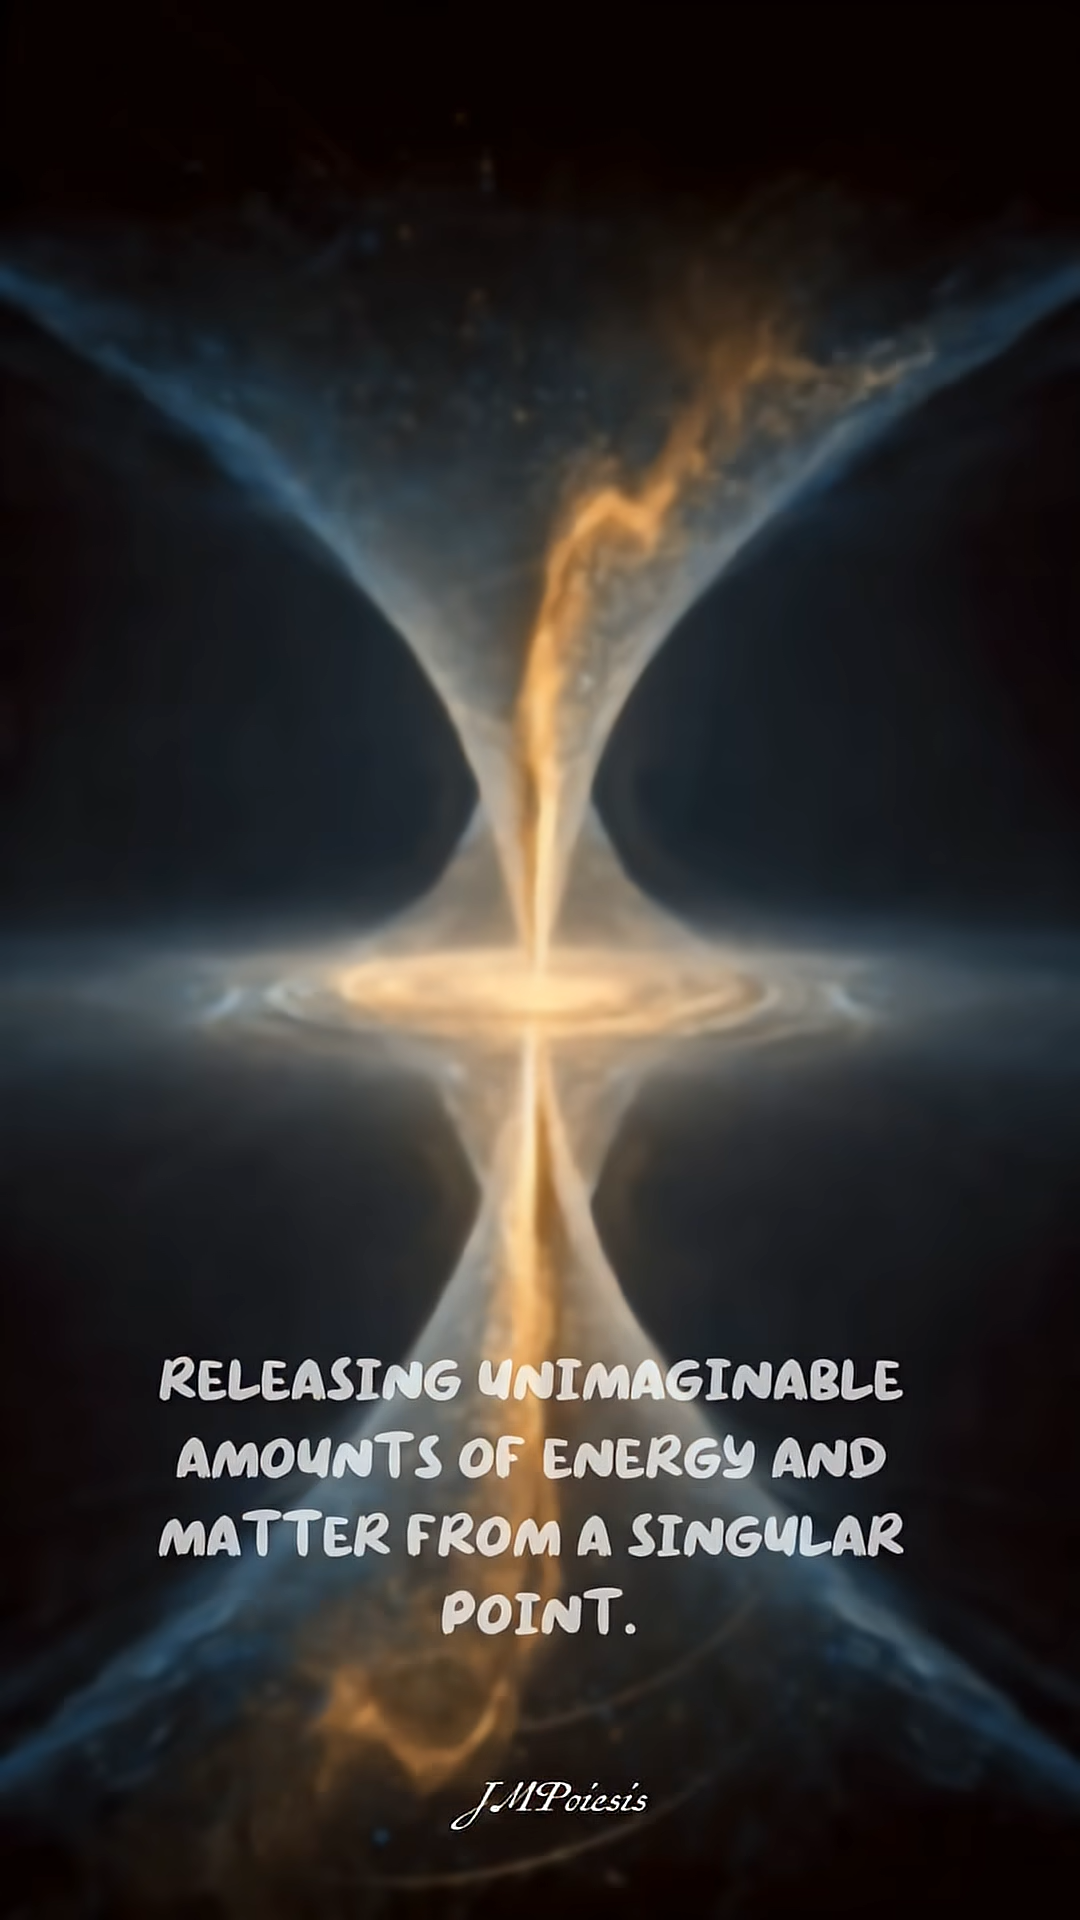 RELEASING UNIMAGINABLE
AMOUNTS OF ENERGY AND
MATTER FROM A SINGULAR
POINT.
JMPoiesis